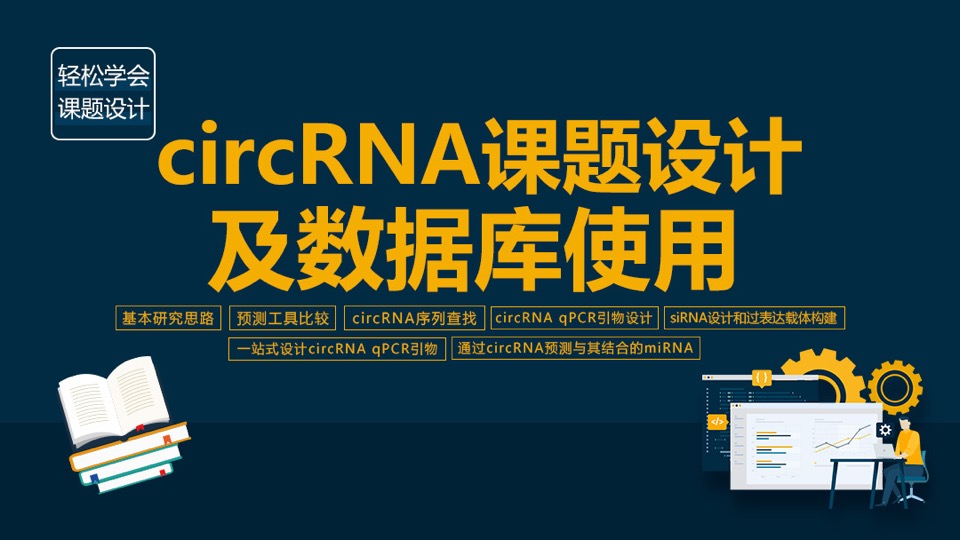 轻松学会
课题设计
circRNA课题设计
及数据库使用
基本研究思路 预测工具比较 circRNA序列查找 circRNA qPCR引物设计 siRNA设计和过表达载体构建
一站式设计circRNA qPCR引物 通过circRNA预测与其结合的miRNA
{ }
</>